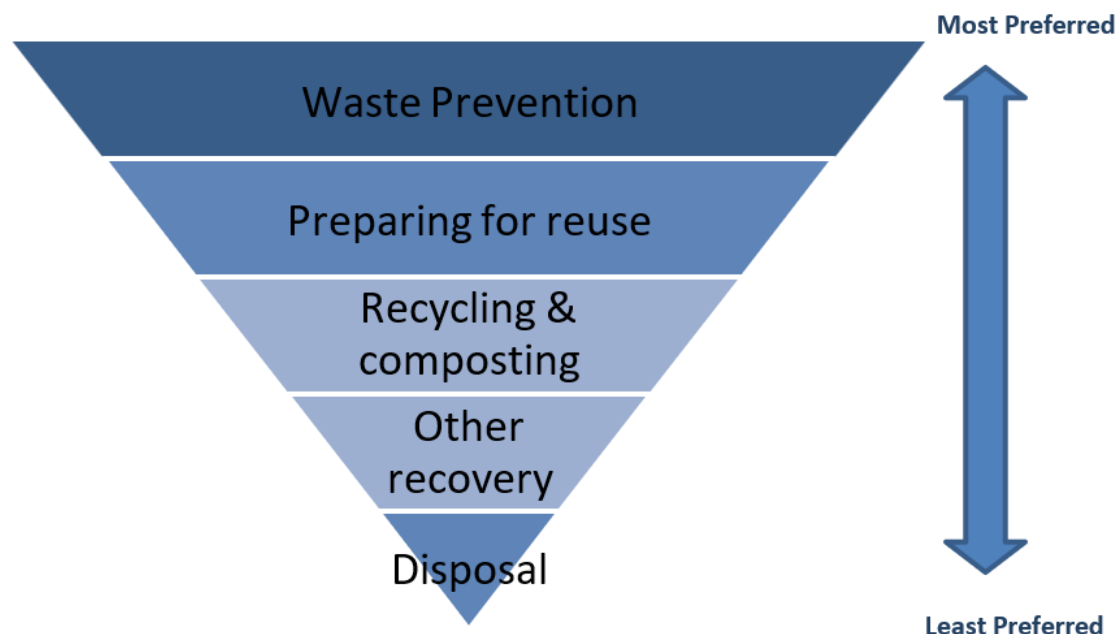 Most Preferred
Waste Prevention
Preparing for reuse
Recycling &
composting
Other
recovery
Disposal
Least Preferred